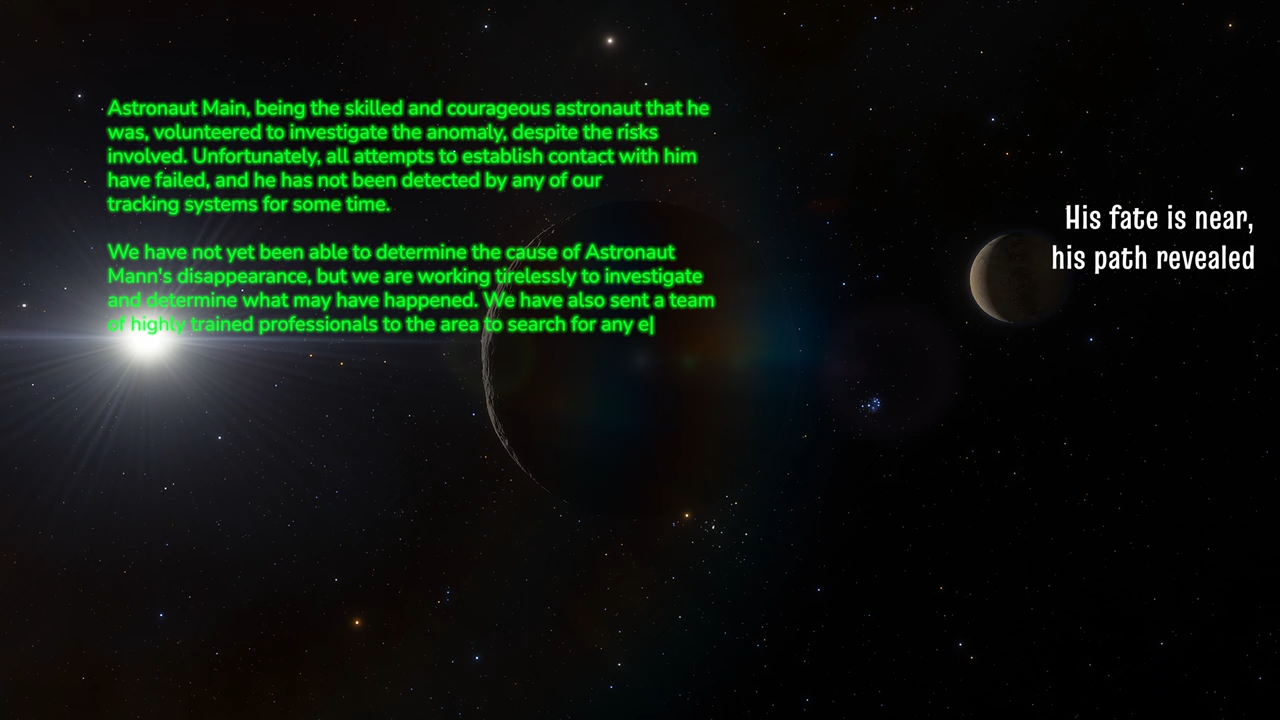 Astronaut Main, being the skilled and courageous astronaut that he
was, volunteered to investigate the anomaly, despite the risks
involved. Unfortunately, all attempts to establish contact with him
have failed, and he has not been detected by any of our
tracking systems for some time.
We have not yet been able to determine the cause of Astronaut
Mann's disappearance, but we are working tirelessly to investigate
and determine what may have happened. We have also sent a team
of highly trained professionals to the area to search for any e|
His fate is near,
his path revealed